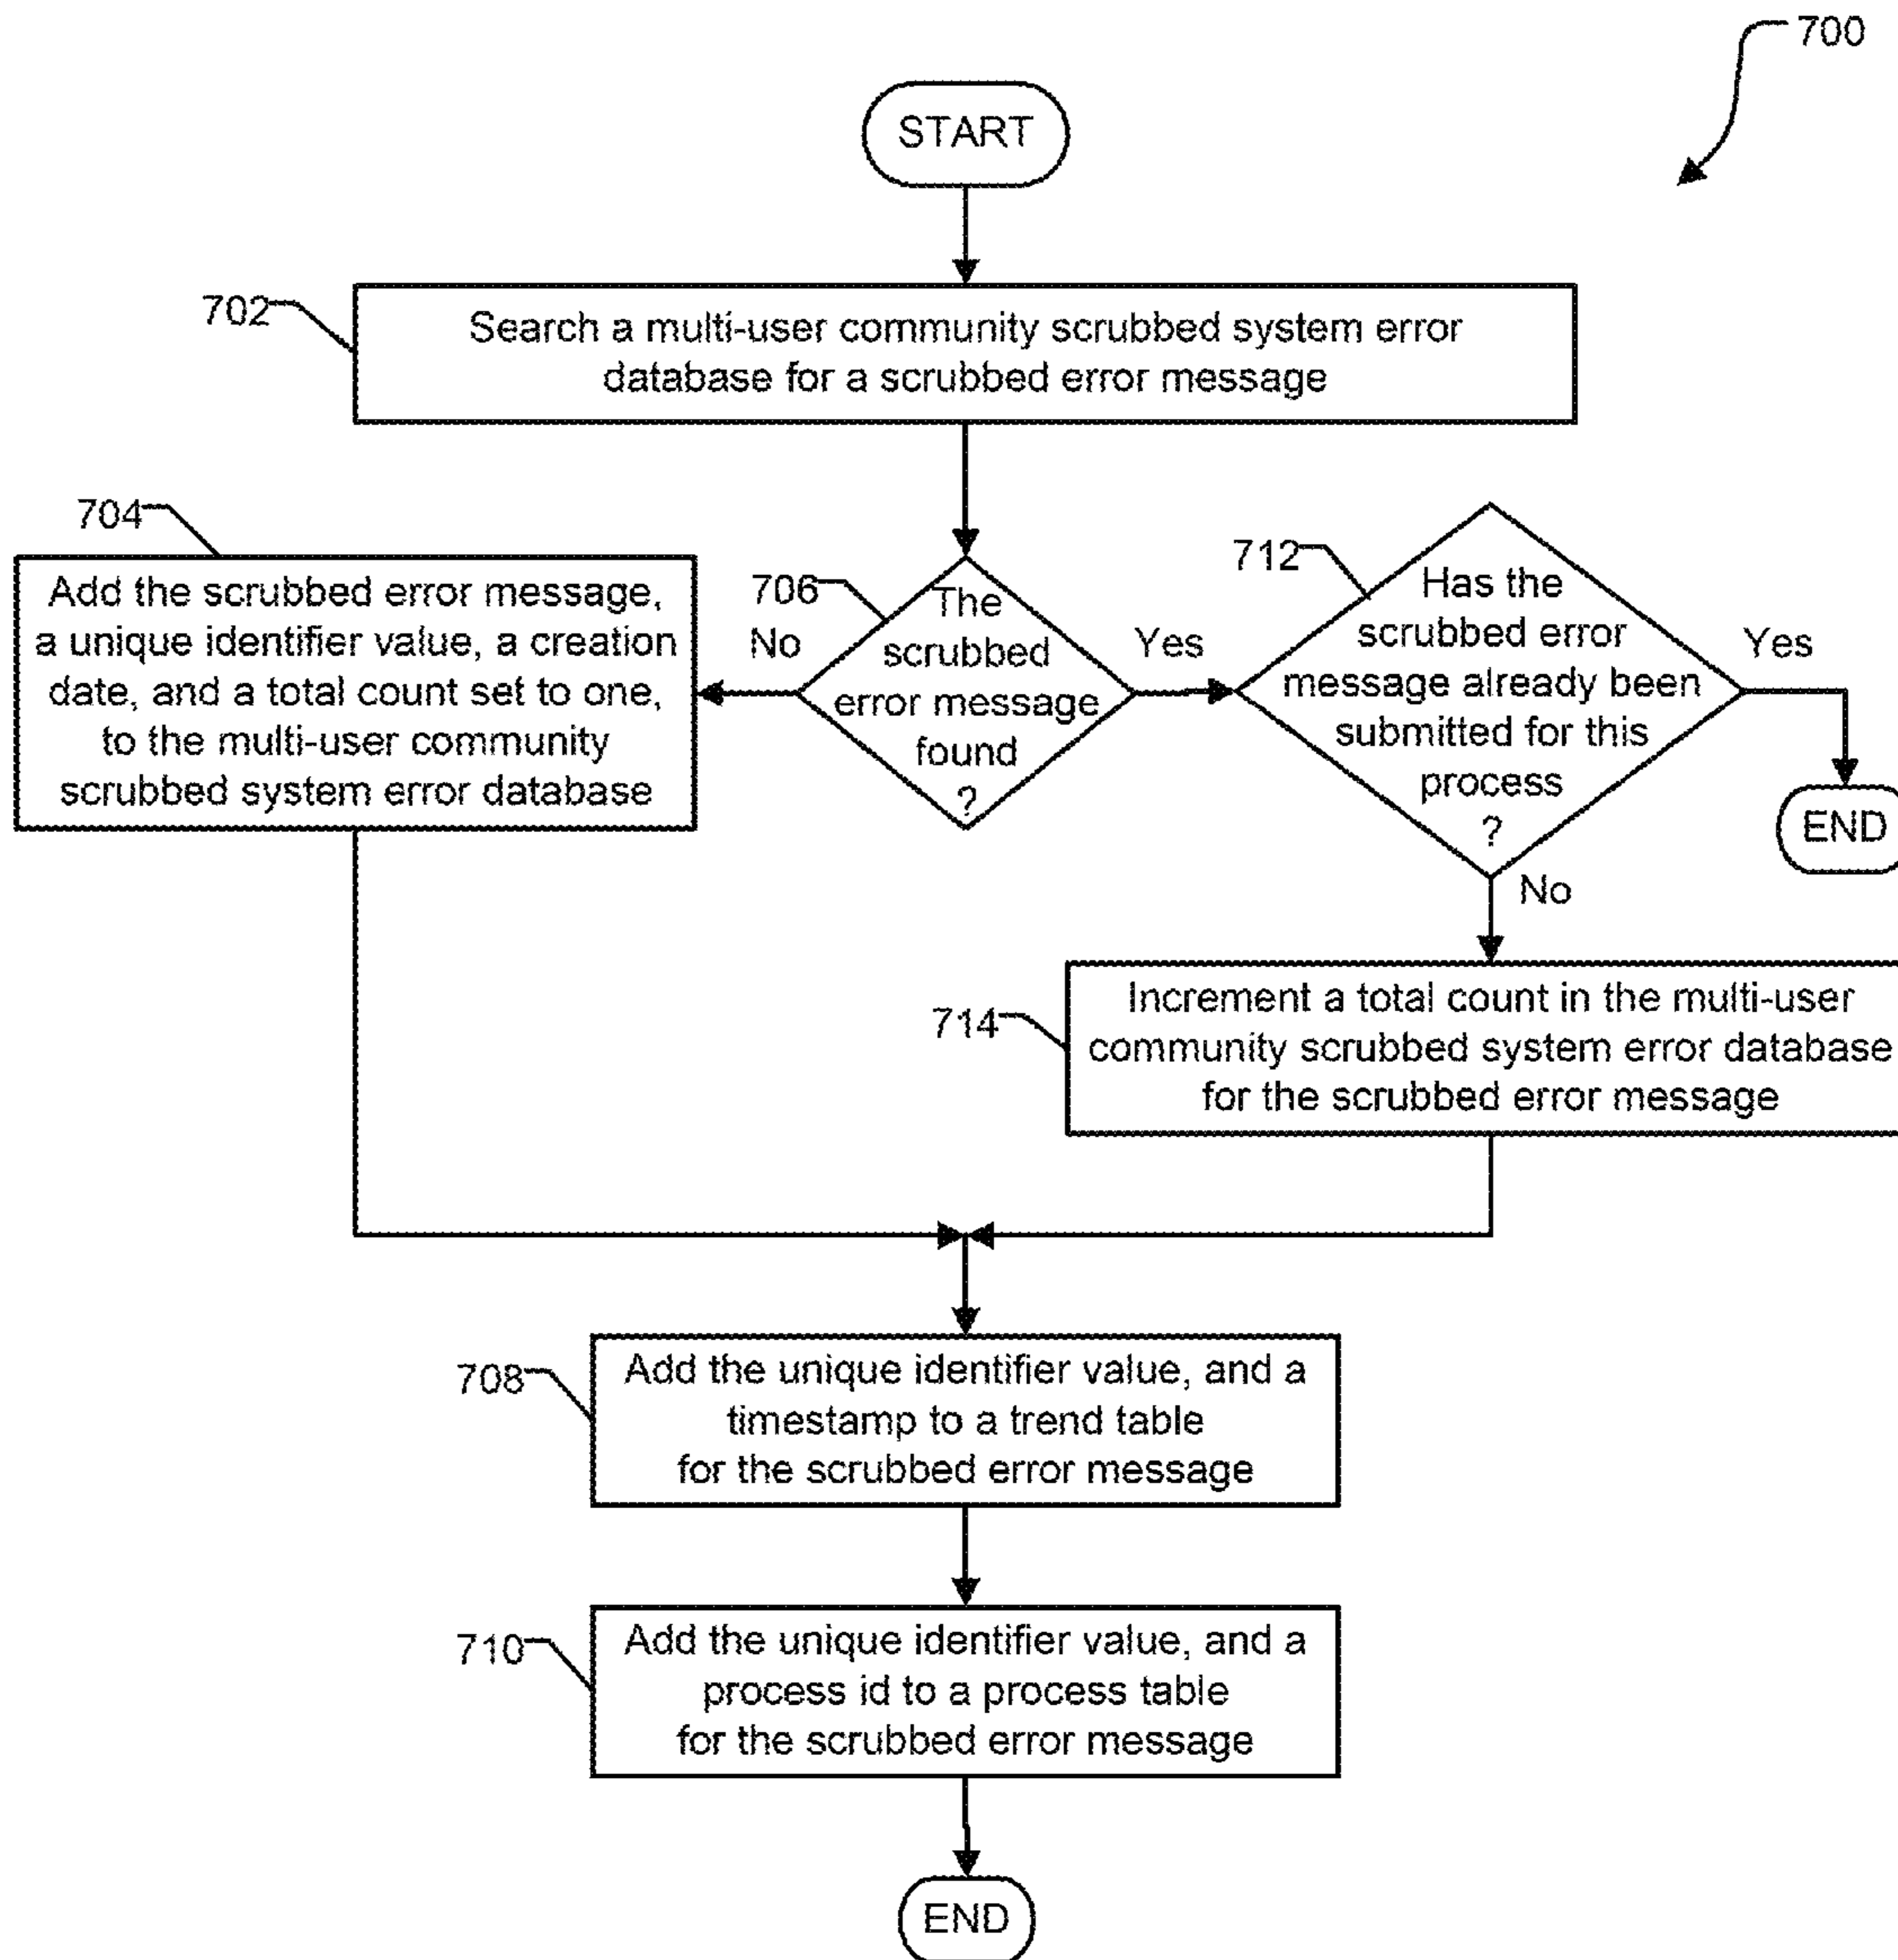 700
START
702
Search a multi-user community scrubbed system error
database for a scrubbed error message
704
Add the scrubbed error message,
a unique identifier value, a creation
date, and a total count set to one,
to the multi-user community
scrubbed system error database
706
No
The
scrubbed
error message
found
?
Yes
712
Has the
scrubbed error
message already been
submitted for this
process
?
Yes
END
No
714
Increment a total count in the multi-user
community scrubbed system error database
for the scrubbed error message
708
Add the unique identifier value, and a
timestamp to a trend table
for the scrubbed error message
710
Add the unique identifier value, and a
process id to a process table
for the scrubbed error message
END